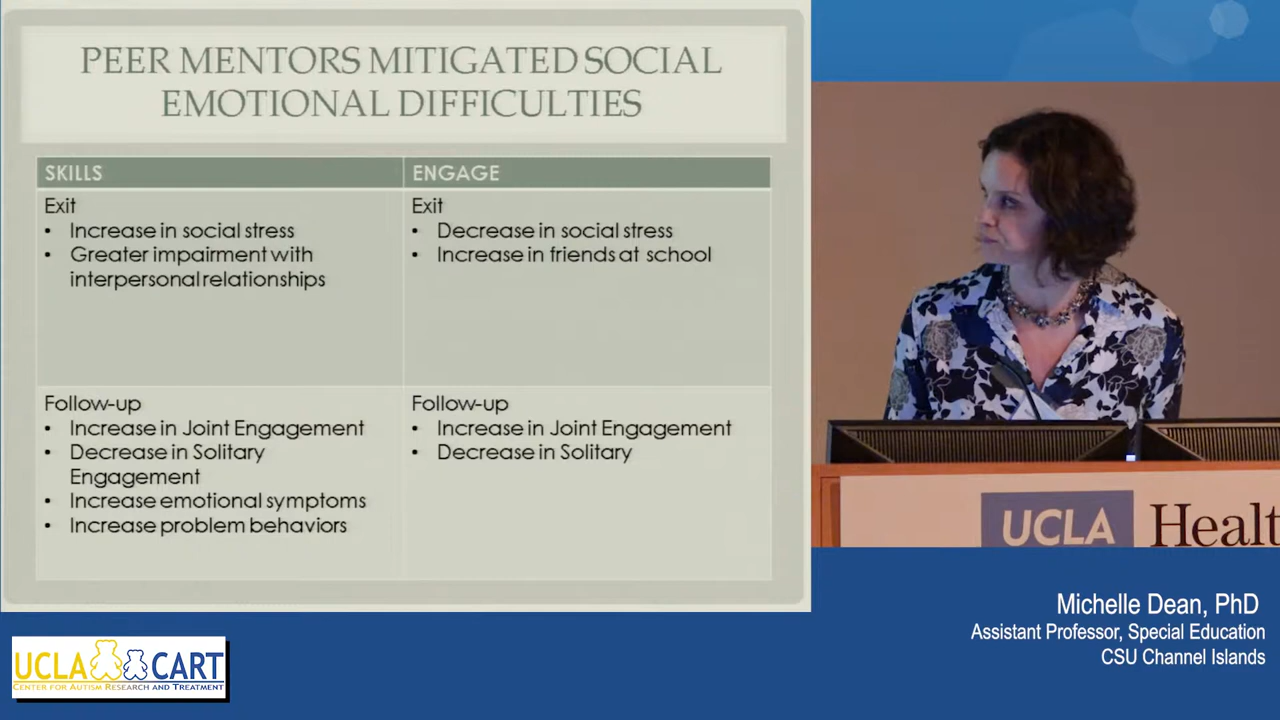 PEER MENTORS MITIGATED SOCIAL
EMOTIONAL DIFFICULTIES
SKILLS
Exit
• Increase in social stress
• Greater impairment with
interpersonal relationships
Follow-up
• Increase in Joint Engagement
• Decrease in Solitary
Engagement
• Increase emotional symptoms
• Increase problem behaviors
ENGAGE
Exit
• Decrease in social stress
• Increase in friends at school
Follow-up
• Increase in Joint Engagement
• Decrease in Solitary
UCLA Healt
Michelle Dean, PhD
Assistant Professor, Special Education
CSU Channel Islands
UCLA CART
CENTER FOR AUTISM RESEARCH AND TREATMENT